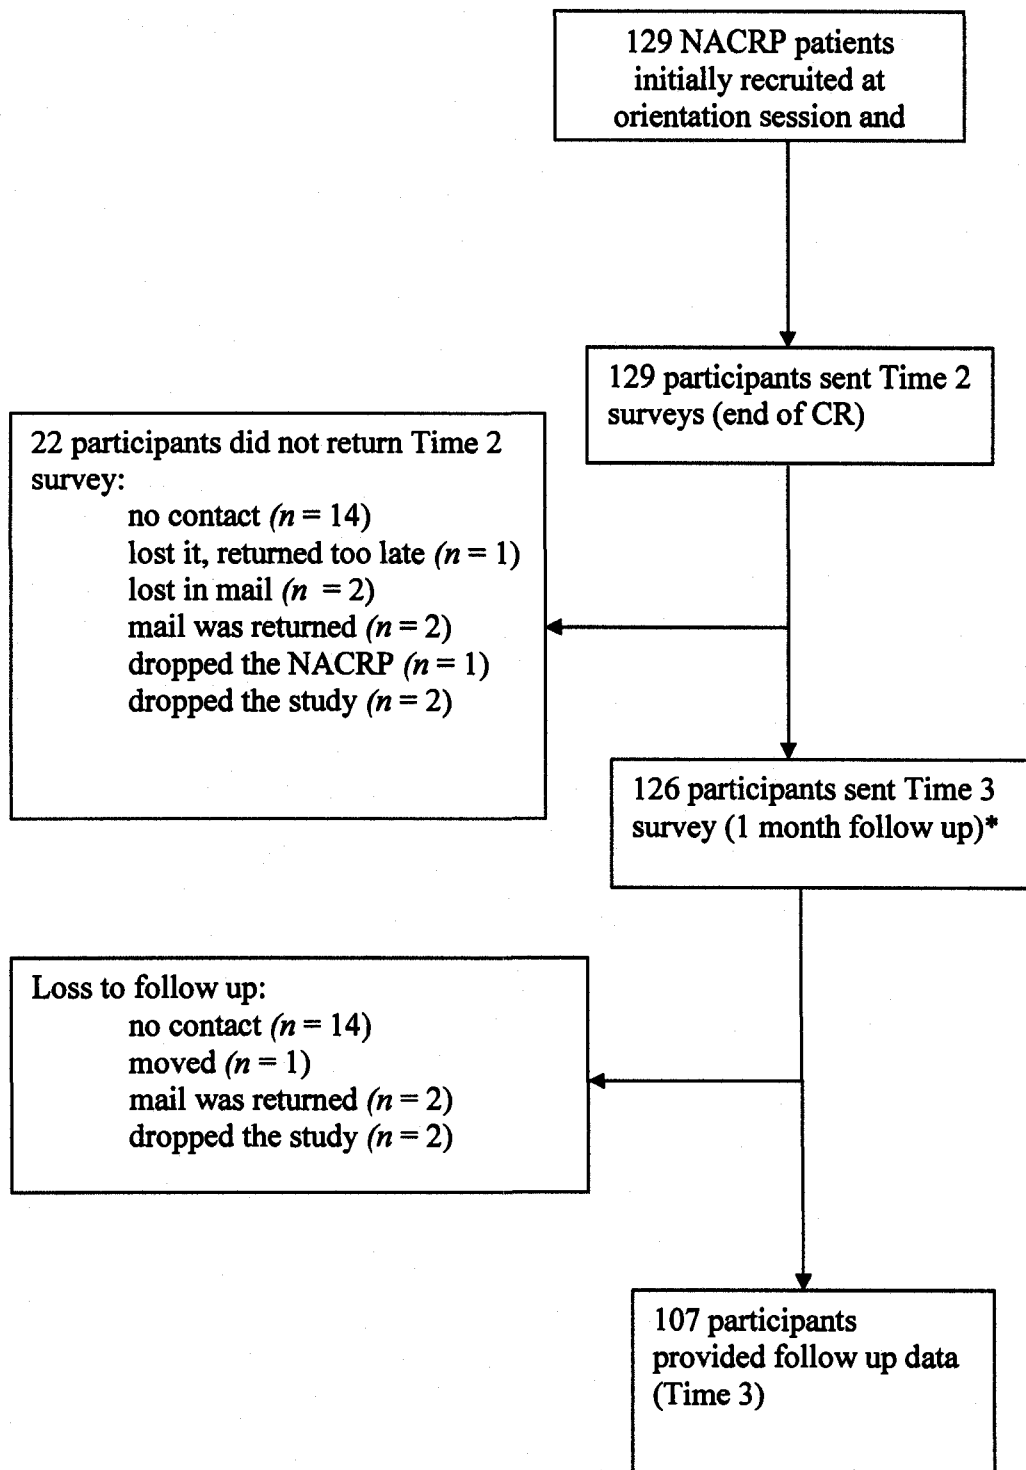 129 NACRP patients
initially recruited at
orientation session and
129 participants sent Time 2
surveys (end of CR)
22 participants did not return Time 2
survey:
no contact (n = 14)
lost it, returned too late (n = 1)
lost in mail (n = 2)
mail was returned (n = 2)
dropped the NACRP (n = 1)
dropped the study (n = 2)
126 participants sent Time 3
survey (1 month follow up)*
Loss to follow up:
no contact (n = 14)
moved (n = 1)
mail was returned (n = 2)
dropped the study (n = 2)
107 participants
provided follow up data
(Time 3)